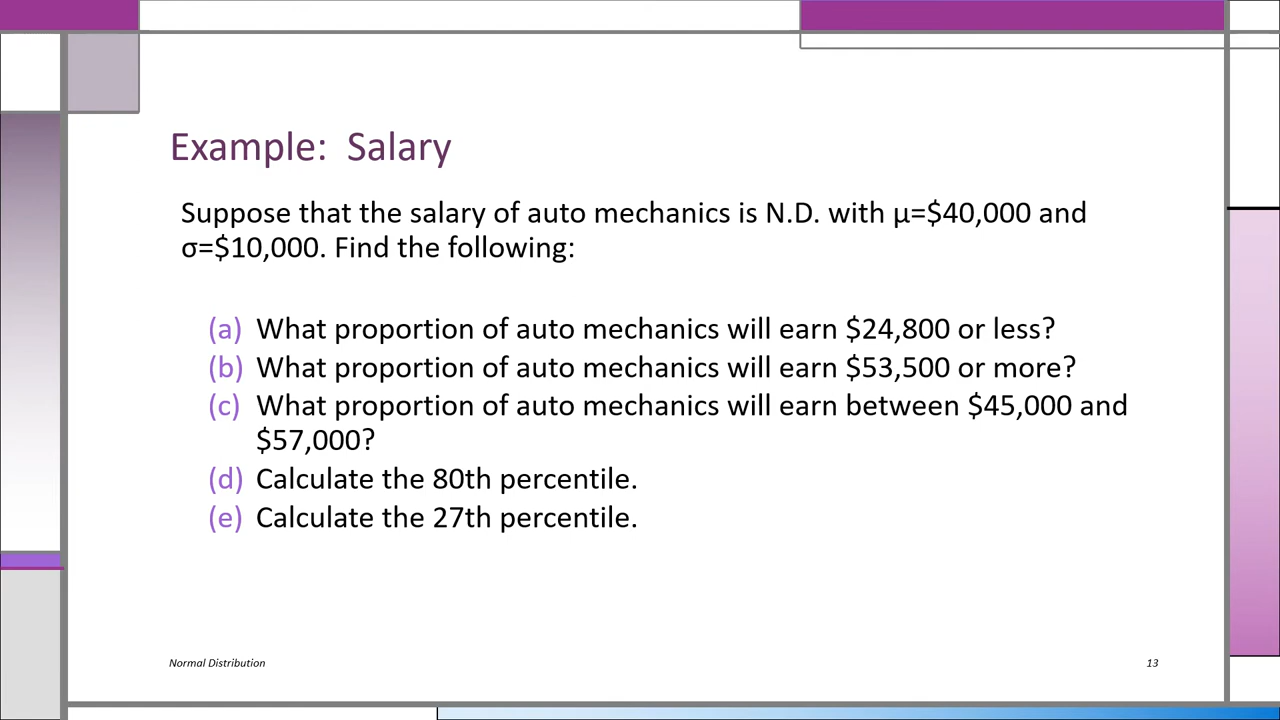 Example: Salary
Suppose that the salary of auto mechanics is N.D. with µ=$40,000 and
σ=$10,000. Find the following:
(a) What proportion of auto mechanics will earn $24,800 or less?
(b) What proportion of auto mechanics will earn $53,500 or more?
(c) What proportion of auto mechanics will earn between $45,000 and
$57,000?
(d) Calculate the 80th percentile.
(e) Calculate the 27th percentile.
Normal Distribution
13